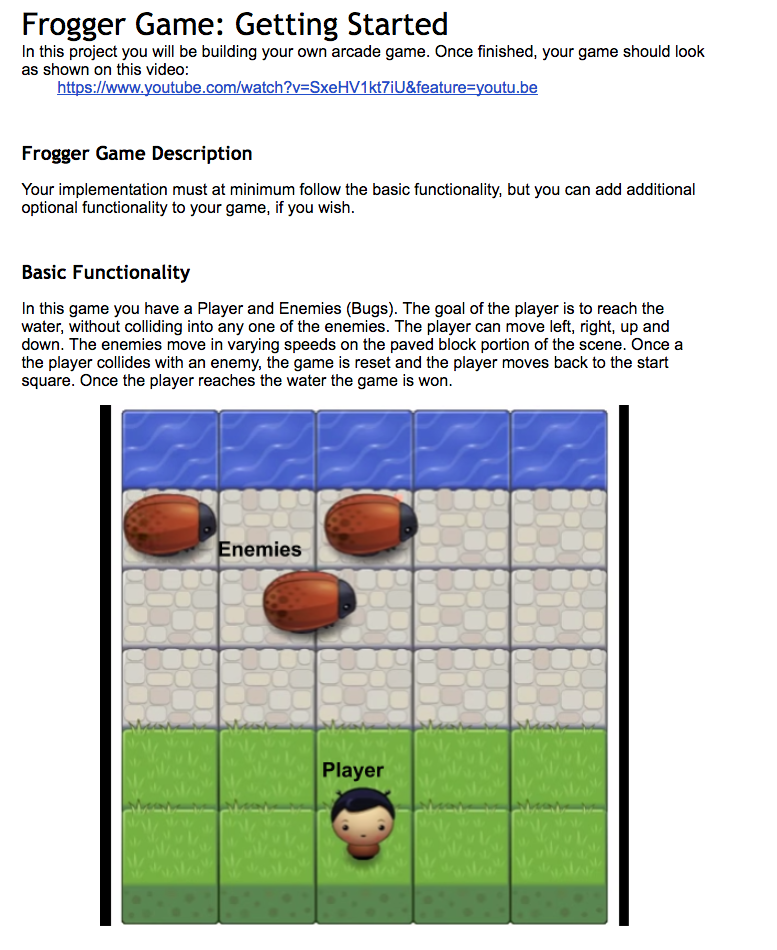 Frogger Game: Getting Started
In this project you will be building your own arcade game. Once finished, your game should look
as shown on this video:
https://www.youtube.com/watch?v=SxeHV1kt7iU&feature=youtu.be
Frogger Game Description
Your implementation must at minimum follow the basic functionality, but you can add additional
optional functionality to your game, if you wish.
Basic Functionality
In this game you have a Player and Enemies (Bugs). The goal of the player is to reach the
water, without colliding into any one of the enemies. The player can move left, right, up and
down. The enemies move in varying speeds on the paved block portion of the scene. Once a
the player collides with an enemy, the game is reset and the player moves back to the start
square. Once the player reaches the water the game is won.
Enemies
Player